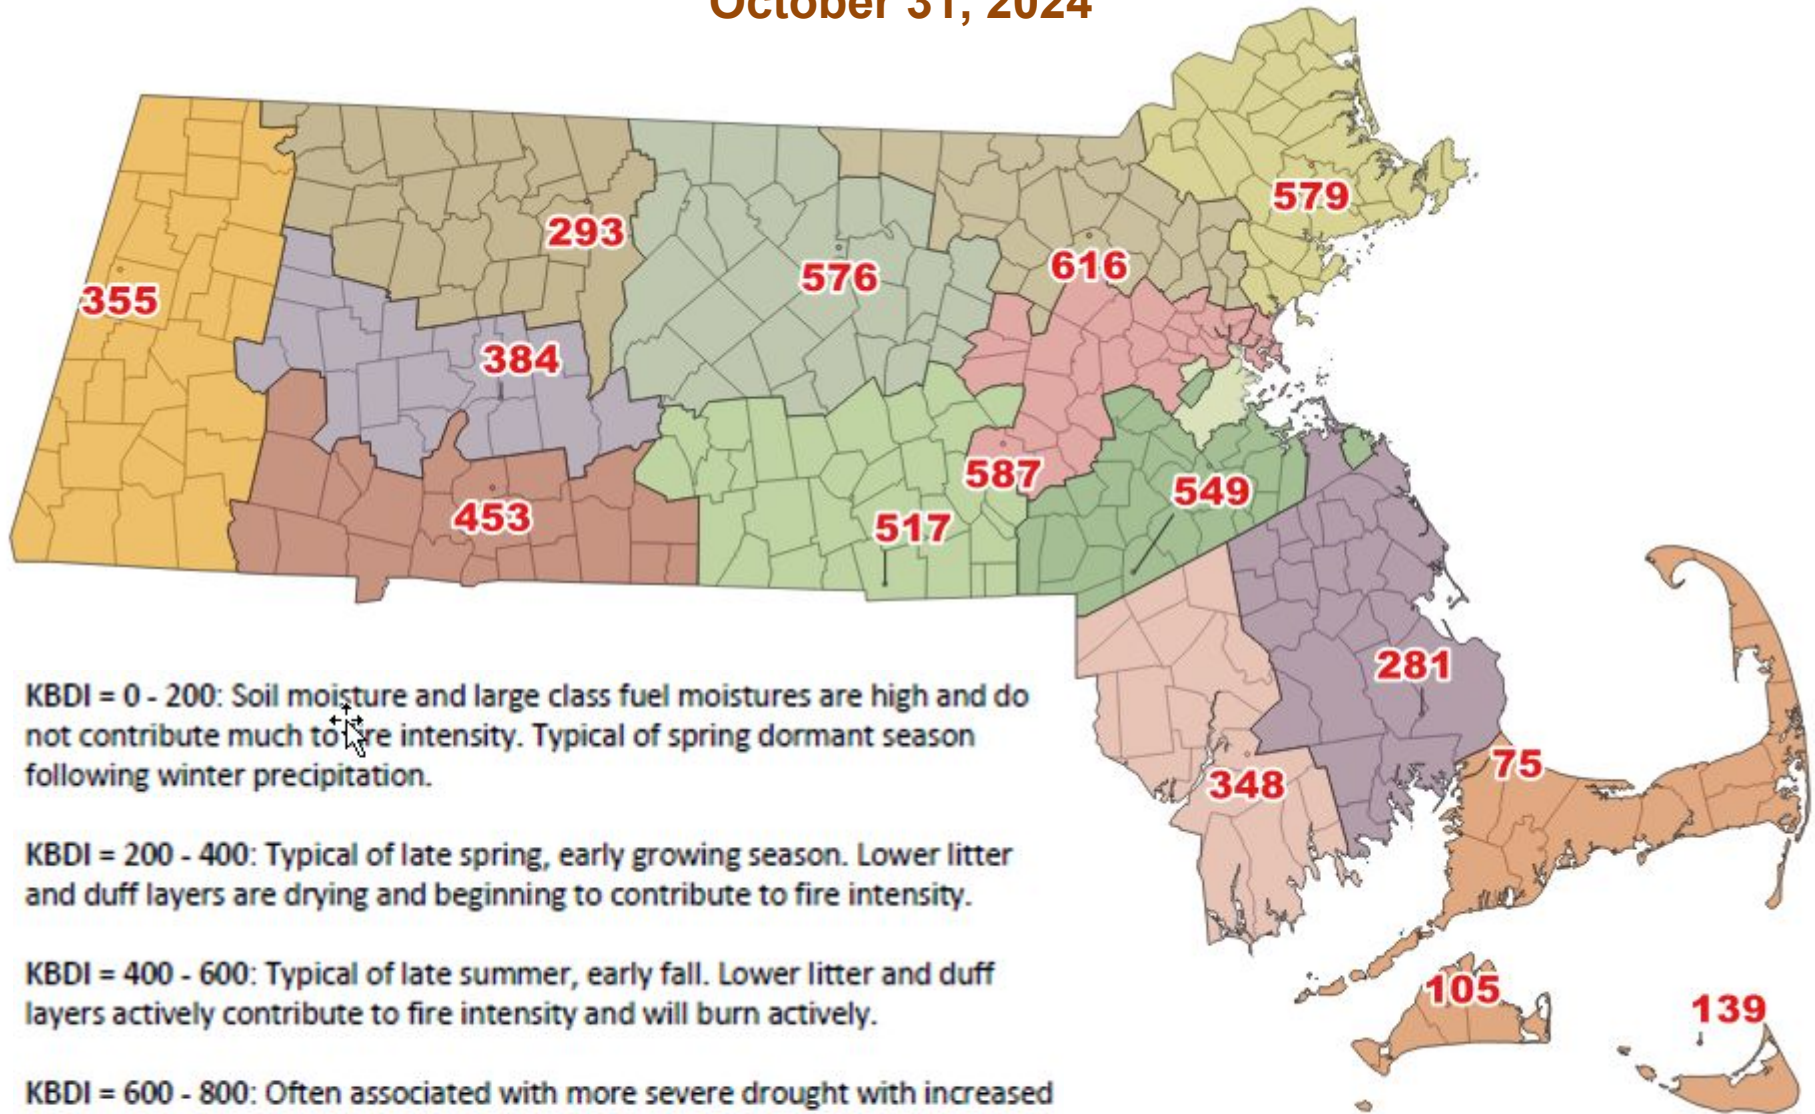 October 31, 2024
579
293
616
576
355
384
587
549
453
517
281
75
348
105
139
KBDI = 0 - 200: Soil moisture and large class fuel moistures are high and do
not contribute much to fire intensity. Typical of spring dormant season
following winter precipitation.
KBDI = 200 - 400: Typical of late spring, early growing season. Lower litter
and duff layers are drying and beginning to contribute to fire intensity.
KBDI = 400 - 600: Typical of late summer, early fall. Lower litter and duff
layers actively contribute to fire intensity and will burn actively.
KBDI = 600 - 800: Often associated with more severe drought with increased